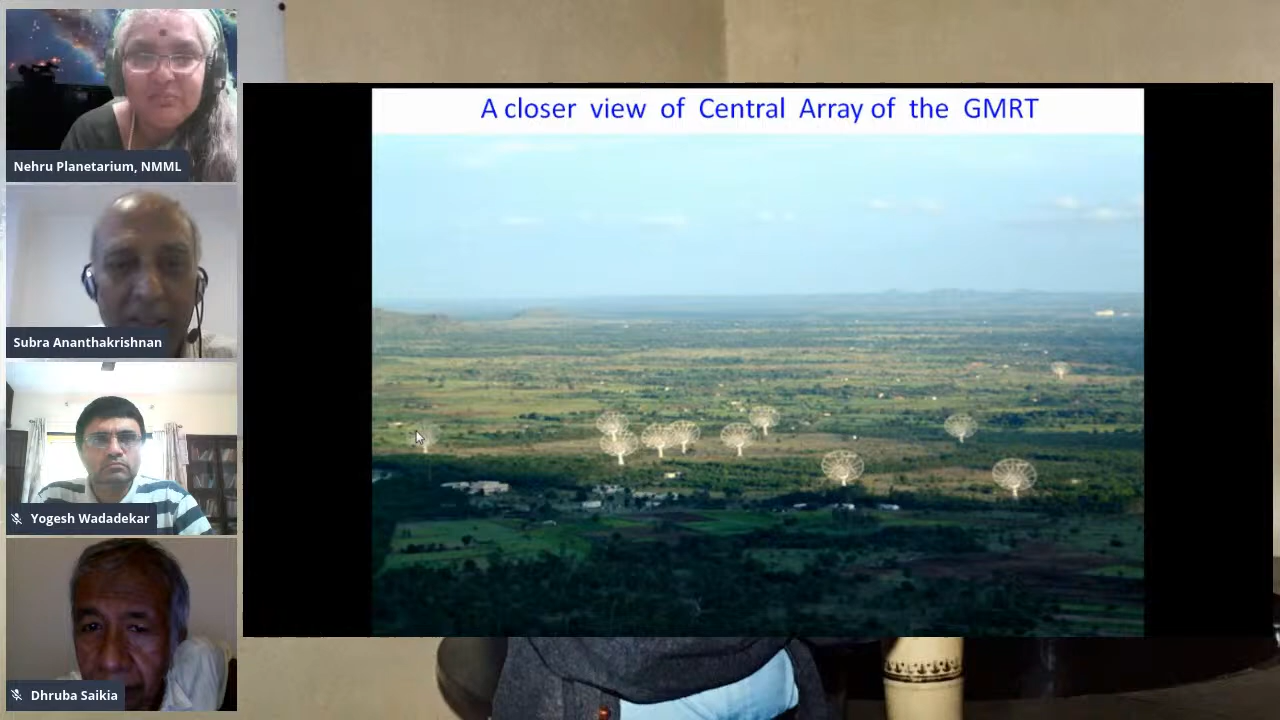 A closer view of Central Array of the GMRT
Nehru Planetarium, NMML
Subra Ananthakrishnan
Yogesh Wadadekar
Dhruba Saikia